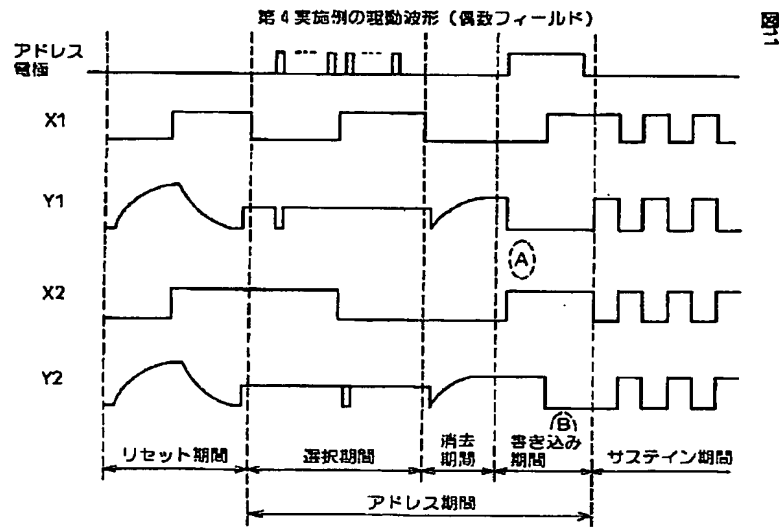 図11
第4実施例の駆動波形（偶数フィールド）
アドレス
電極
X1
Y1
A
X2
Y2
B
リセット期間
選択期間
消去
期間
書き込み
期間
サステイン期間
アドレス期間